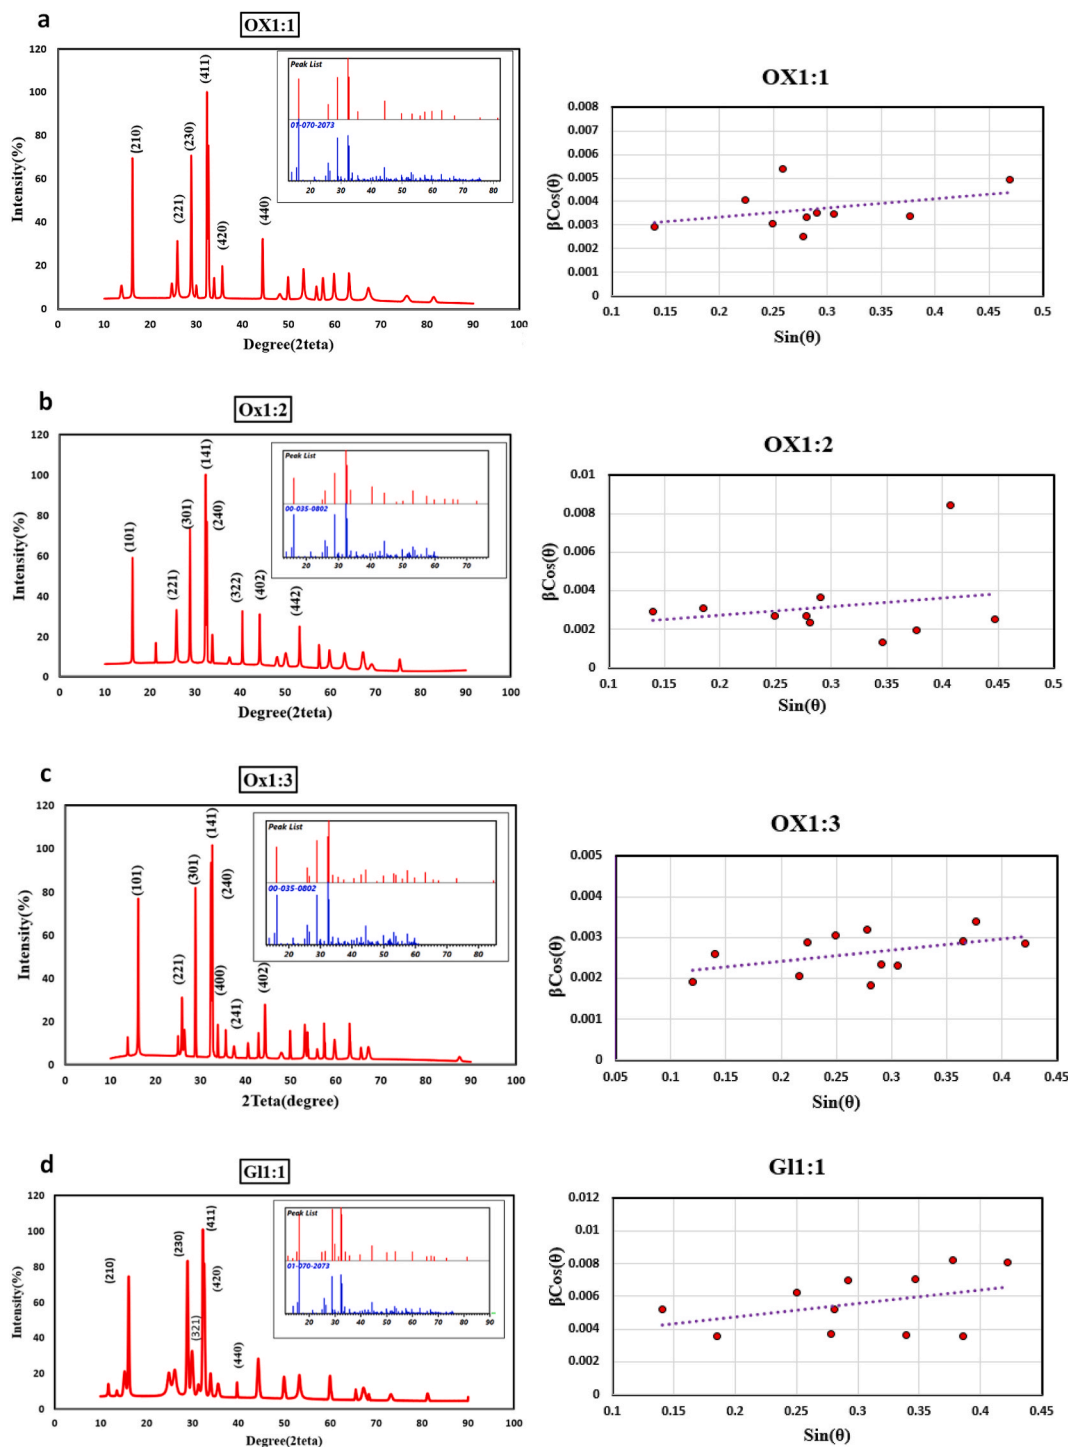 a
OX1:1
Intensity(%)
120
100
80
60
40
20
0
(210)
(221)
(230)
(411)
(420)
(440)
Peak List
01-070-2073
20 30 40 50 60 70 80
0 10 20 30 40 50 60 70 80 90 100
Degree(2teta)
OX1:1
βCos(θ)
0.008
0.007
0.006
0.005
0.004
0.003
0.002
0.001
0
0.1 0.15 0.2 0.25 0.3 0.35 0.4 0.45 0.5
Sin(θ)
b
Ox1:2
Intensity(%)
120
100
80
60
40
20
0
(101)
(221)
(301)
(141)
(240)
(322)
(402)
(442)
Peak List
00-035-0802
20 30 40 50 60 70
0 10 20 30 40 50 60 70 80 90 100
Degree(2teta)
OX1:2
βCos(θ)
0.01
0.008
0.006
0.004
0.002
0
0.1 0.15 0.2 0.25 0.3 0.35 0.4 0.45 0.5
Sin(θ)
c
Ox1:3
Intensity(%)
120
100
80
60
40
20
0
(101)
(221)
(301)
(141)
(240)
(400)
(241)
(402)
Peak List
00-035-0802
20 30 40 50 60 70 80
0 10 20 30 40 50 60 70 80 90 100
2Teta(degree)
OX1:3
βCos(θ)
0.005
0.004
0.003
0.002
0.001
0
0.05 0.1 0.15 0.2 0.25 0.3 0.35 0.4 0.45
Sin(θ)
d
Gl1:1
Intensity(%)
120
100
80
60
40
20
0
(210)
(230)
(321)
(411)
(420)
(440)
Peak List
01-070-2073
20 30 40 50 60 70 80 90
0 10 20 30 40 50 60 70 80 90 100
Degree(2teta)
Gl1:1
βCos(θ)
0.012
0.01
0.008
0.006
0.004
0.002
0
0.1 0.15 0.2 0.25 0.3 0.35 0.4 0.45
Sin(θ)